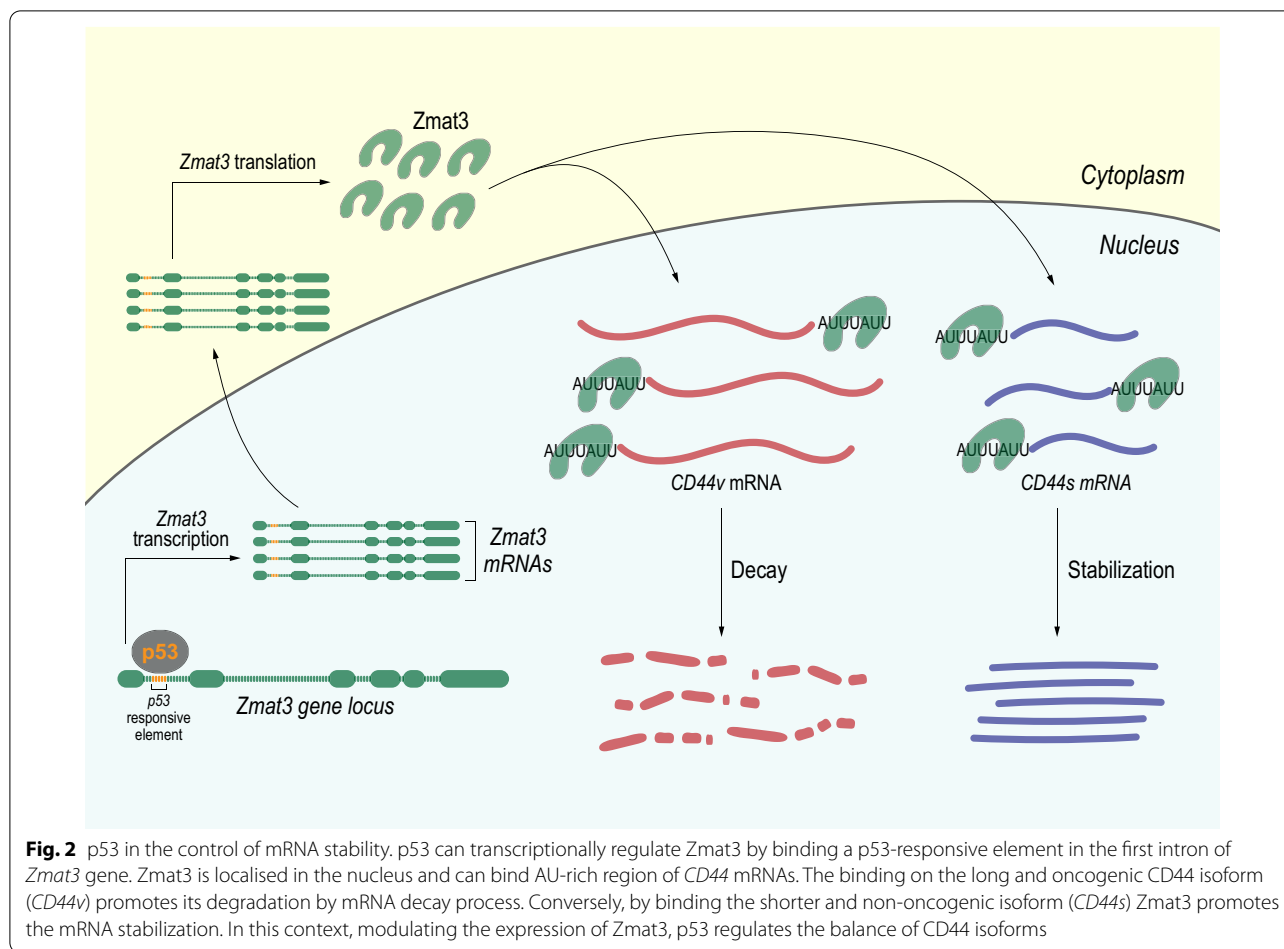 Zmat3
Zmat3 translation
Cytoplasm
Nucleus
AUUUAUU
AUUUAUU
AUUUAUU
AUUUAUU
AUUUAUU
AUUUAUU
CD44v mRNA
CD44s mRNA
Zmat3
transcription
Zmat3
mRNAs
Decay
Stabilization
p53
p53
responsive
element
Zmat3 gene locus
Fig. 2 p53 in the control of mRNA stability. p53 can transcriptionally regulate Zmat3 by binding a p53-responsive element in the first intron of
Zmat3 gene. Zmat3 is localised in the nucleus and can bind AU-rich region of CD44 mRNAs. The binding on the long and oncogenic CD44 isoform
(CD44v) promotes its degradation by mRNA decay process. Conversely, by binding the shorter and non-oncogenic isoform (CD44s) Zmat3 promotes
the mRNA stabilization. In this context, modulating the expression of Zmat3, p53 regulates the balance of CD44 isoforms